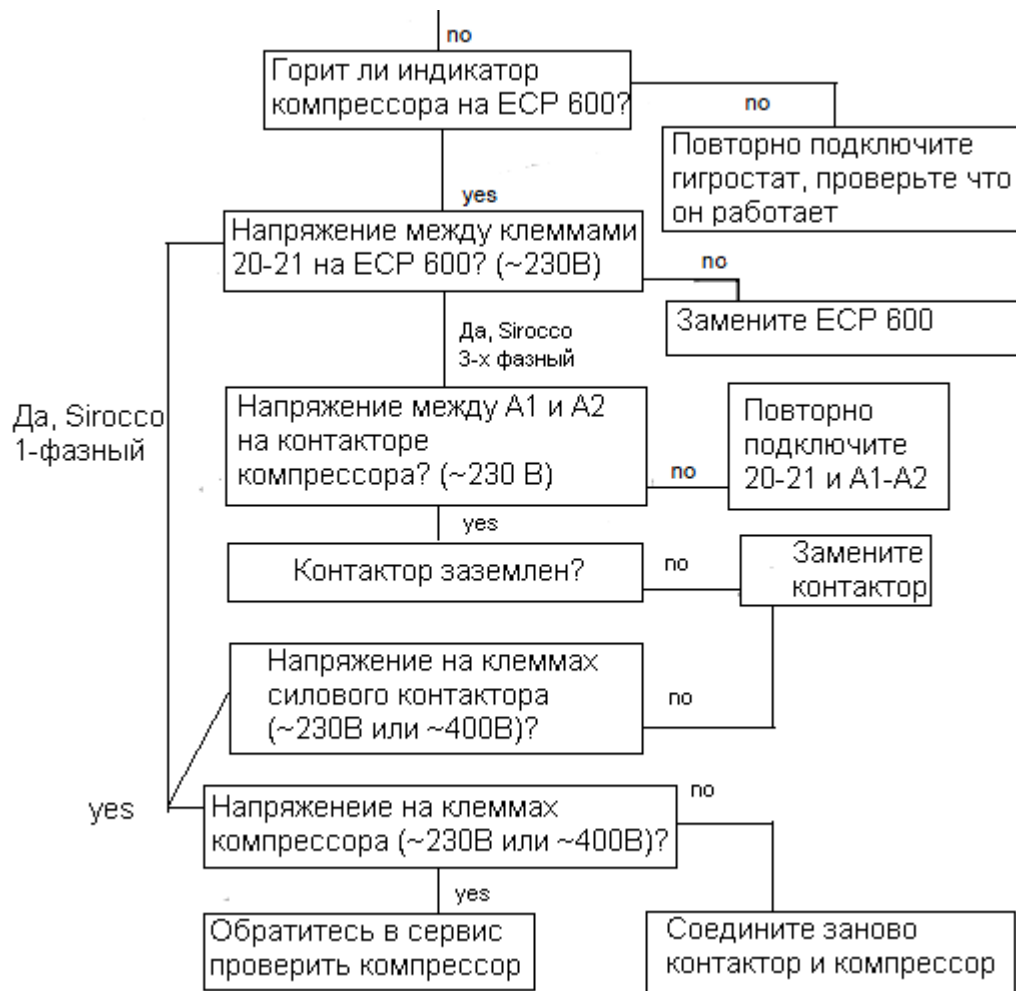 no
Горит ли индикатор
компрессора на ECP 600?
no
Повторно подключите
гигростат, проверьте что
он работает
yes
Напряжение между клеммами
20-21 на ECP 600? (~230В)
no
Замените ECP 600
Да, Sirocco
3-х фазный
Да, Sirocco
1-фазный
Напряжение между A1 и A2
на контакторе
компрессора? (~230 В)
no
Повторно
подключите
20-21 и A1-A2
yes
Контактор заземлен?
no
Замените
контактор
Напряжение на клеммах
силового контактора
(~230В или ~400В)?
no
yes
Напряженеие на клеммах
компрессора (~230В или ~400В)?
no
yes
Обратитесь в сервис
проверить компрессор
Соедините заново
контактор и компрессор